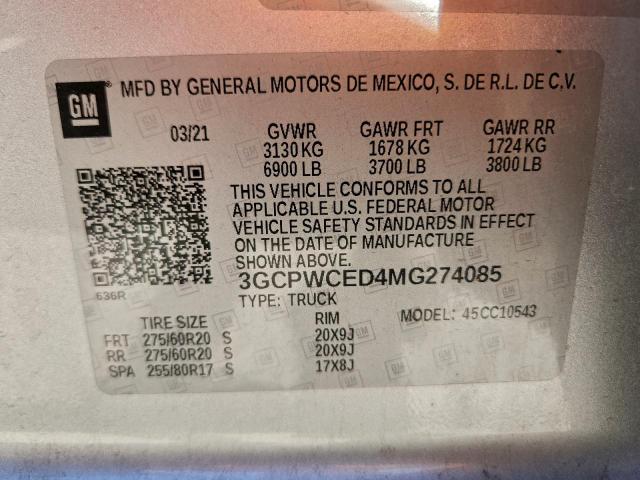 GM MFD BY GENERAL MOTORS DE MEXICO, S. DE R.L. DE C.V.
03/21 GVWR GAWR FRT GAWR RR
3130 KG 1678 KG 1724 KG
6900 LB 3700 LB 3800 LB
THIS VEHICLE CONFORMS TO ALL
APPLICABLE U.S. FEDERAL MOTOR
VEHICLE SAFETY STANDARDS IN EFFECT
ON THE DATE OF MANUFACTURE
SHOWN ABOVE.
3GCPWCED4MG274085
636R
TYPE: TRUCK
MODEL: 45CC10543
TIRE SIZE RIM
FRT 275/60R20 S 20X9J
RR 275/60R20 S 20X9J
SPA 255/80R17 S 17X8J